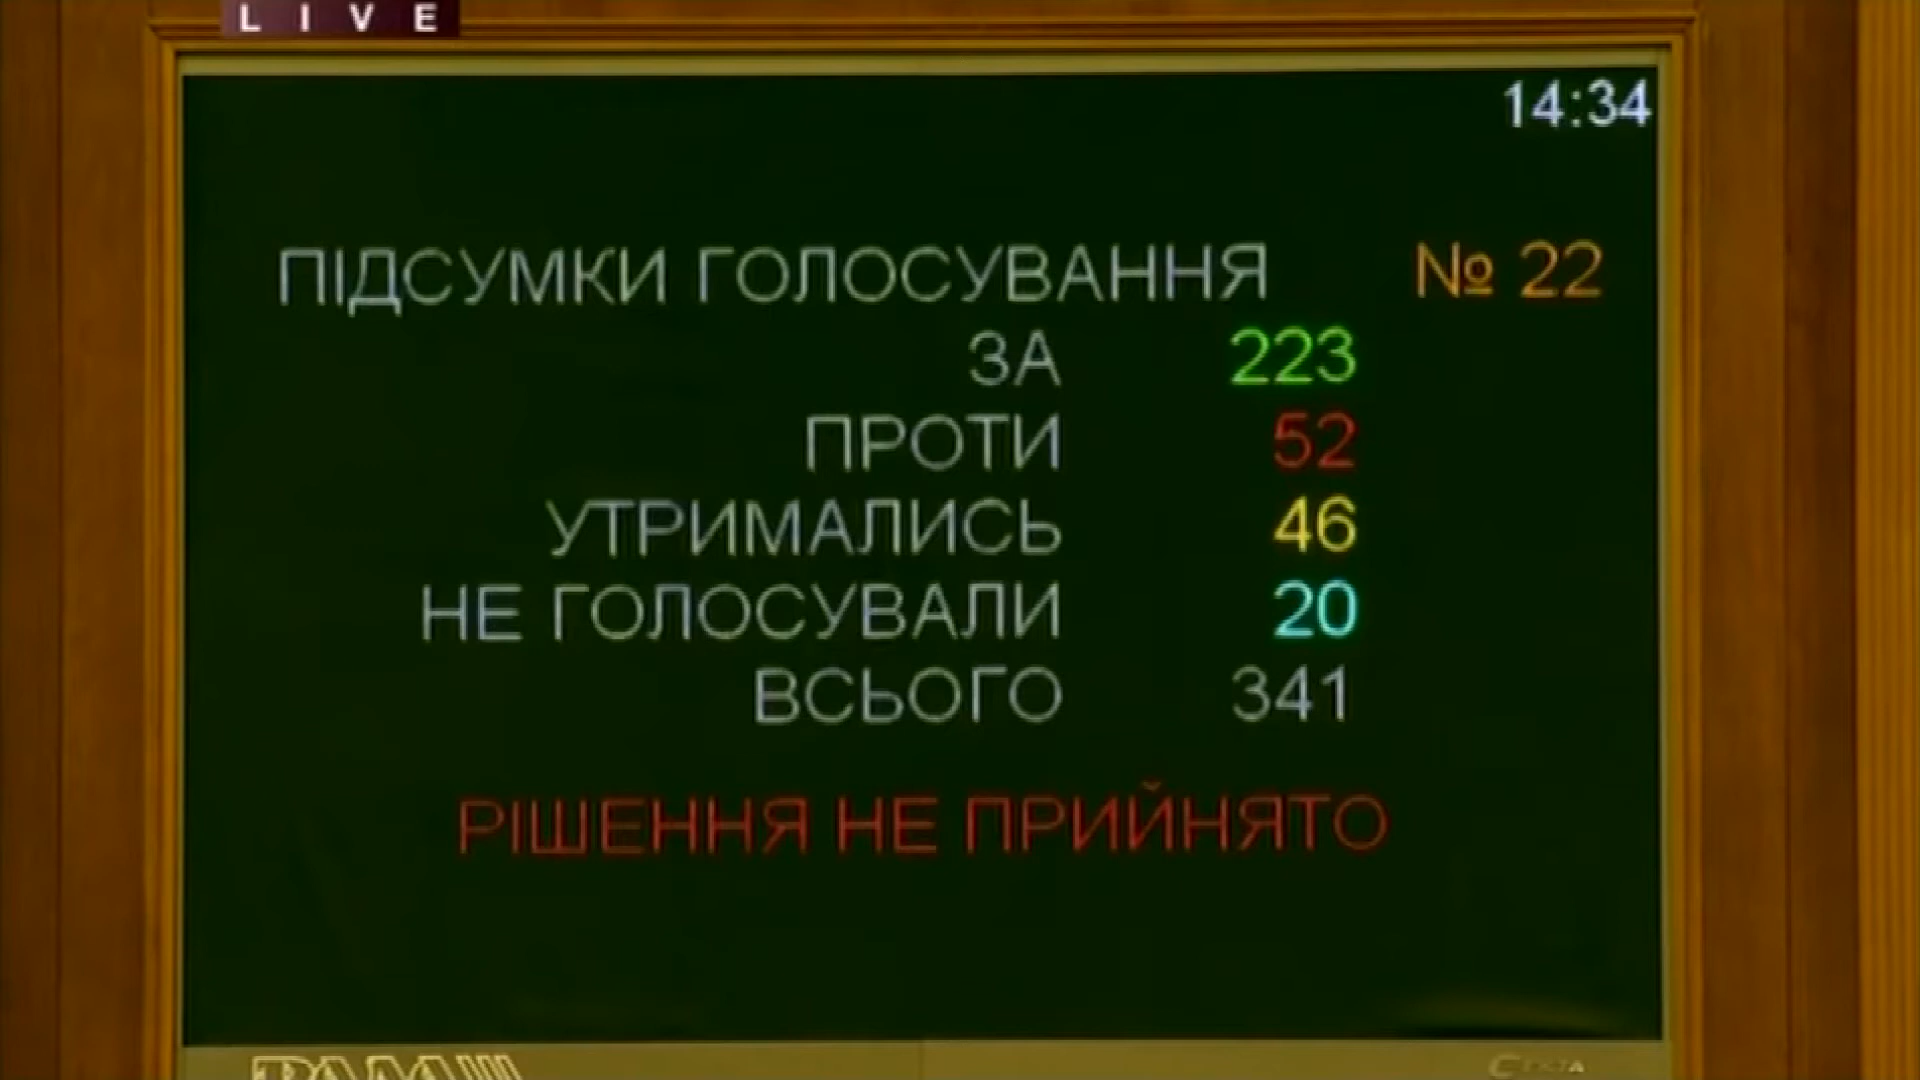 LIVE
14:34
ПІДСУМКИ ГОЛОСУВАННЯ № 22
ЗА 223
ПРОТИ 52
УТРИМАЛИСЬ 46
НЕ ГОЛОСУВАЛИ 20
ВСЬОГО 341
РІШЕННЯ НЕ ПРИЙНЯТО